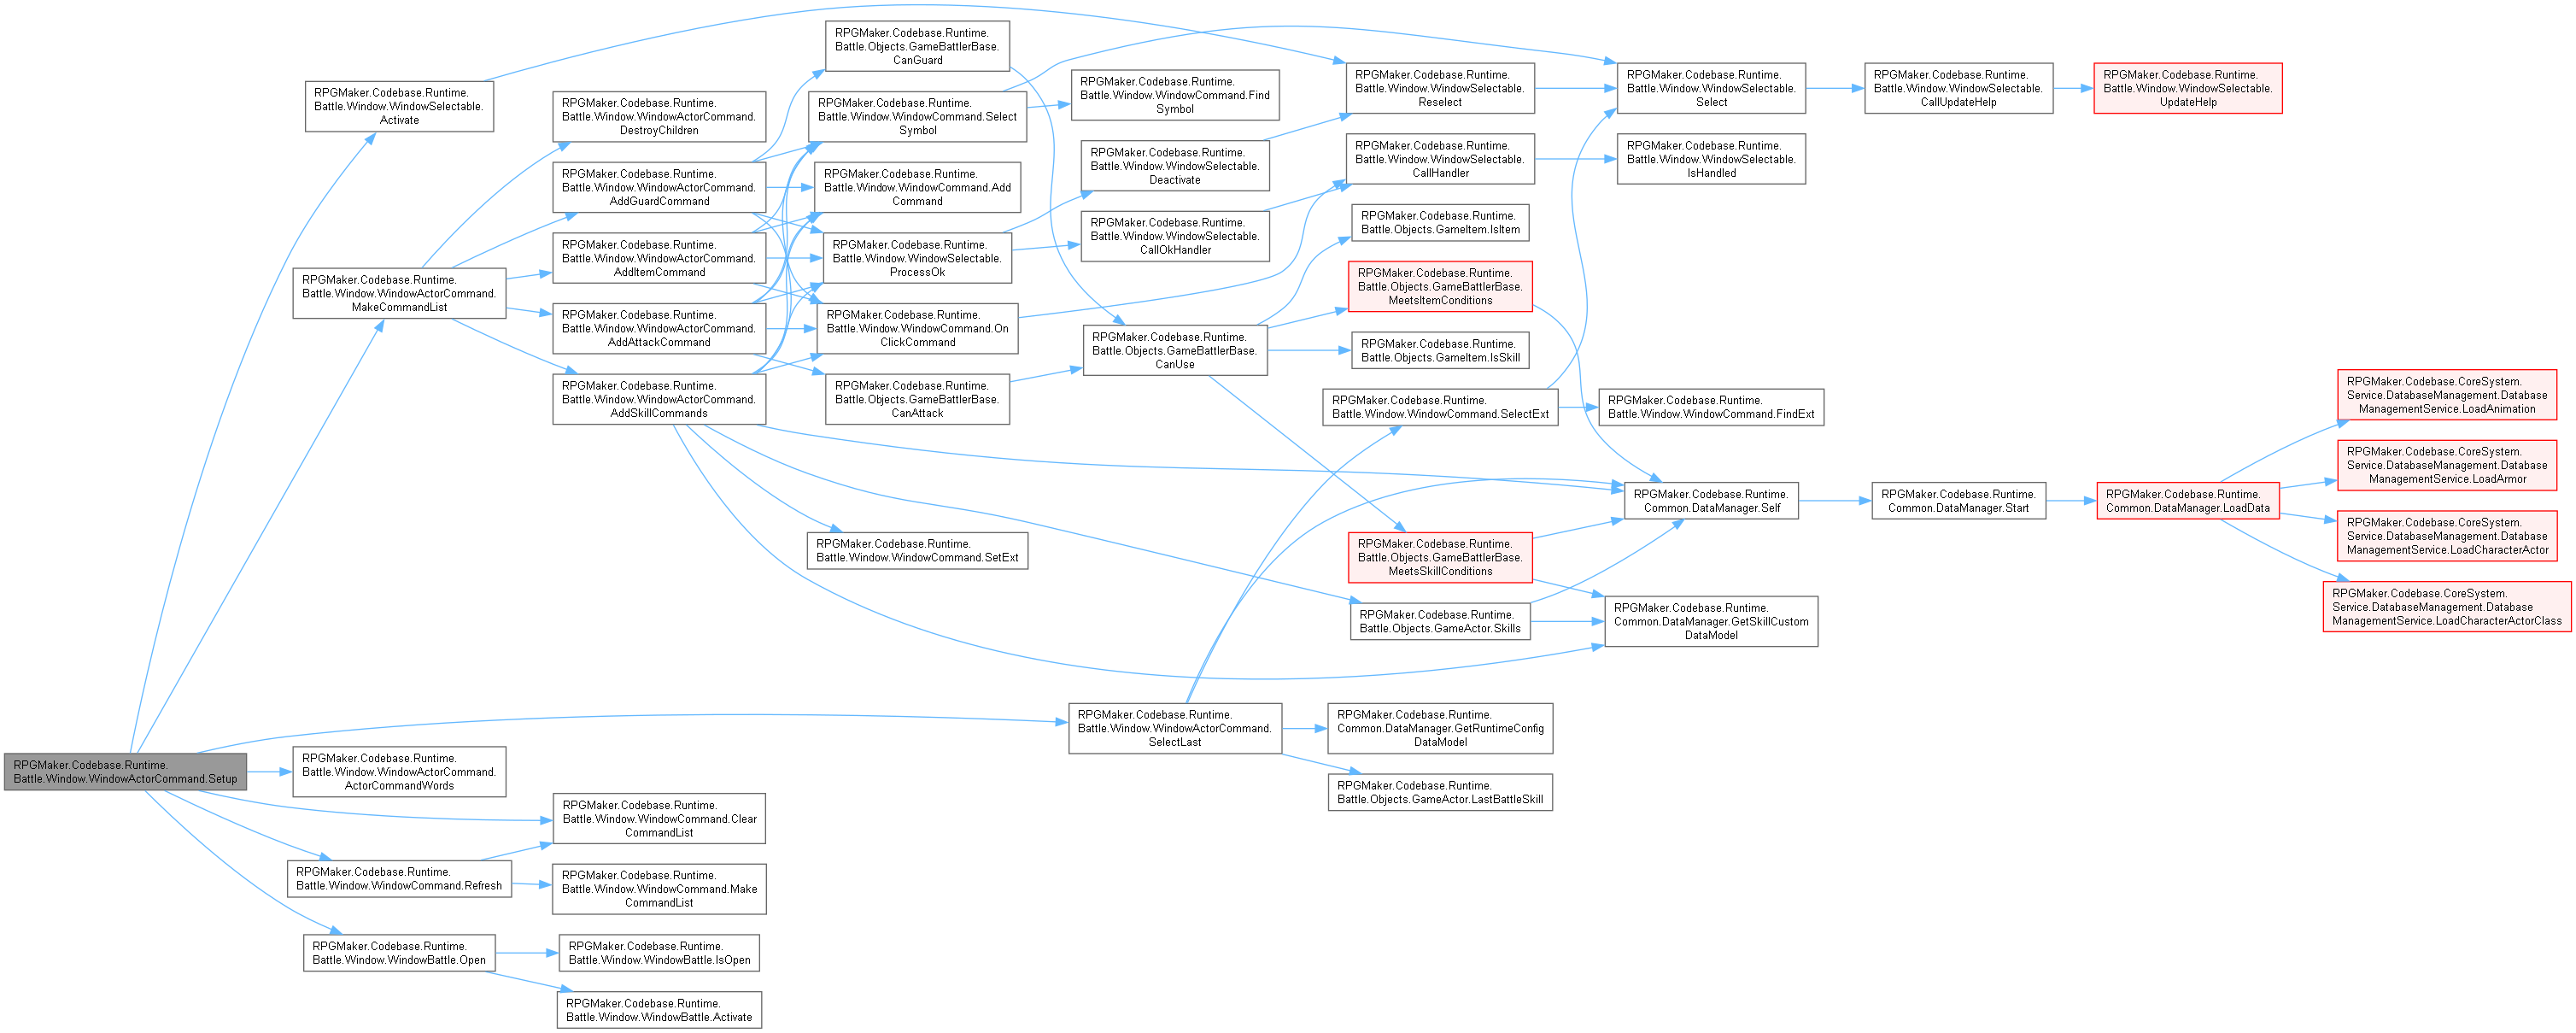 RPGMaker.Codebase.Runtime.
Battle.Window.WindowActorCommand.Setup
RPGMaker.Codebase.Runtime.
Battle.Window.WindowSelectable.
Activate
RPGMaker.Codebase.Runtime.
Battle.Window.WindowActorCommand.
MakeCommandList
RPGMaker.Codebase.Runtime.
Battle.Window.WindowActorCommand.
ActorCommandWords
RPGMaker.Codebase.Runtime.
Battle.Window.WindowCommand.Refresh
RPGMaker.Codebase.Runtime.
Battle.Window.WindowBattle.Open
RPGMaker.Codebase.Runtime.
Battle.Window.WindowActorCommand.
DestroyChildren
RPGMaker.Codebase.Runtime.
Battle.Window.WindowActorCommand.
AddGuardCommand
RPGMaker.Codebase.Runtime.
Battle.Window.WindowActorCommand.
AddItemCommand
RPGMaker.Codebase.Runtime.
Battle.Window.WindowActorCommand.
AddAttackCommand
RPGMaker.Codebase.Runtime.
Battle.Window.WindowActorCommand.
AddSkillCommands
RPGMaker.Codebase.Runtime.
Battle.Window.WindowCommand.Clear
CommandList
RPGMaker.Codebase.Runtime.
Battle.Window.WindowCommand.Make
CommandList
RPGMaker.Codebase.Runtime.
Battle.Window.WindowBattle.IsOpen
RPGMaker.Codebase.Runtime.
Battle.Window.WindowBattle.Activate
RPGMaker.Codebase.Runtime.
Battle.Objects.GameBattlerBase.
CanGuard
RPGMaker.Codebase.Runtime.
Battle.Window.WindowCommand.Select
Symbol
RPGMaker.Codebase.Runtime.
Battle.Window.WindowCommand.Add
Command
RPGMaker.Codebase.Runtime.
Battle.Window.WindowSelectable.
ProcessOk
RPGMaker.Codebase.Runtime.
Battle.Window.WindowCommand.On
ClickCommand
RPGMaker.Codebase.Runtime.
Battle.Objects.GameBattlerBase.
CanAttack
RPGMaker.Codebase.Runtime.
Battle.Window.WindowCommand.SetExt
RPGMaker.Codebase.Runtime.
Battle.Window.WindowCommand.Find
Symbol
RPGMaker.Codebase.Runtime.
Battle.Window.WindowSelectable.
Deactivate
RPGMaker.Codebase.Runtime.
Battle.Window.WindowSelectable.
CallOkHandler
RPGMaker.Codebase.Runtime.
Battle.Objects.GameBattlerBase.
CanUse
RPGMaker.Codebase.Runtime.
Battle.Window.WindowActorCommand.
SelectLast
RPGMaker.Codebase.Runtime.
Battle.Window.WindowSelectable.
Reselect
RPGMaker.Codebase.Runtime.
Battle.Window.WindowSelectable.
CallHandler
RPGMaker.Codebase.Runtime.
Battle.Objects.GameItem.IsItem
RPGMaker.Codebase.Runtime.
Battle.Objects.GameBattlerBase.
MeetsItemConditions
RPGMaker.Codebase.Runtime.
Battle.Objects.GameItem.IsSkill
RPGMaker.Codebase.Runtime.
Battle.Window.WindowCommand.SelectExt
RPGMaker.Codebase.Runtime.
Battle.Objects.GameBattlerBase.
MeetsSkillConditions
RPGMaker.Codebase.Runtime.
Battle.Objects.GameActor.Skills
RPGMaker.Codebase.Runtime.
Common.DataManager.GetRuntimeConfig
DataModel
RPGMaker.Codebase.Runtime.
Battle.Objects.GameActor.LastBattleSkill
RPGMaker.Codebase.Runtime.
Battle.Window.WindowSelectable.
Select
RPGMaker.Codebase.Runtime.
Battle.Window.WindowSelectable.
IsHandled
RPGMaker.Codebase.Runtime.
Battle.Window.WindowCommand.FindExt
RPGMaker.Codebase.Runtime.
Common.DataManager.Self
RPGMaker.Codebase.Runtime.
Common.DataManager.GetSkillCustom
DataModel
RPGMaker.Codebase.Runtime.
Battle.Window.WindowSelectable.
CallUpdateHelp
RPGMaker.Codebase.Runtime.
Common.DataManager.Start
RPGMaker.Codebase.Runtime.
Battle.Window.WindowSelectable.
UpdateHelp
RPGMaker.Codebase.Runtime.
Common.DataManager.LoadData
RPGMaker.Codebase.CoreSystem.
Service.DatabaseManagement.Database
ManagementService.LoadAnimation
RPGMaker.Codebase.CoreSystem.
Service.DatabaseManagement.Database
ManagementService.LoadArmor
RPGMaker.Codebase.CoreSystem.
Service.DatabaseManagement.Database
ManagementService.LoadCharacterActor
RPGMaker.Codebase.CoreSystem.
Service.DatabaseManagement.Database
ManagementService.LoadCharacterActorClass